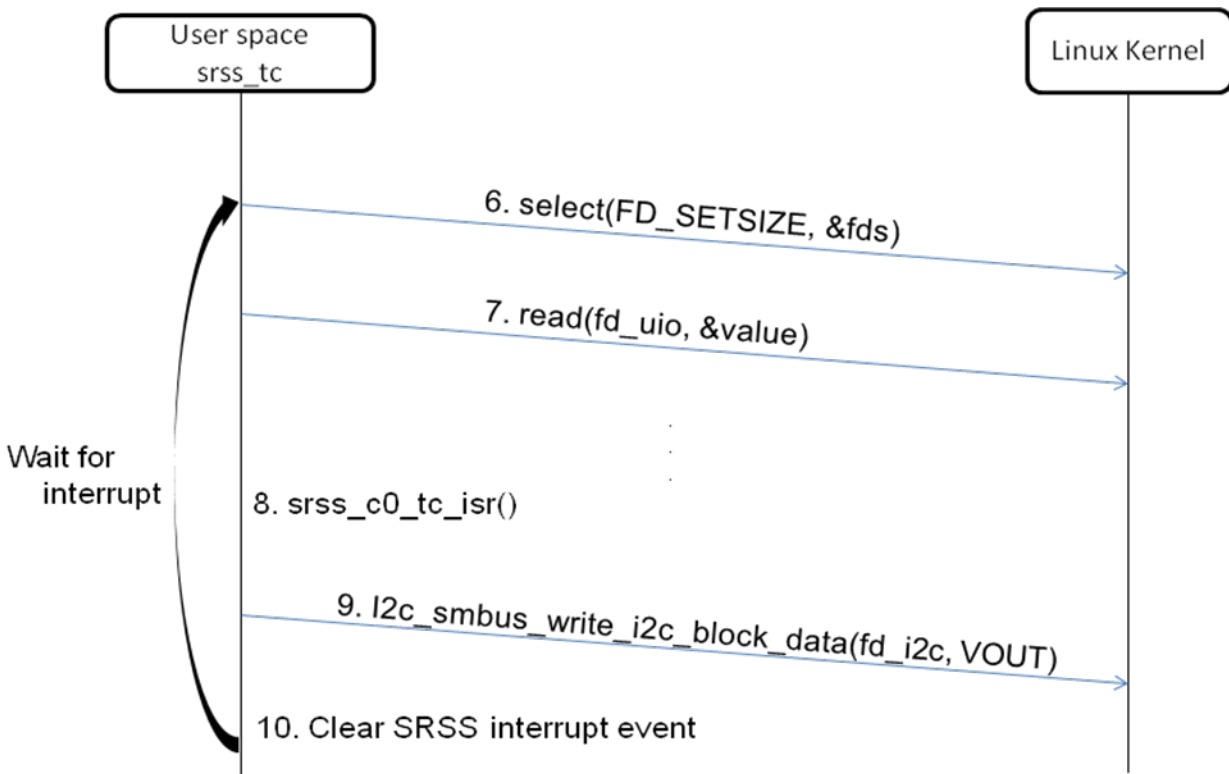 User space
srss_tc
Linux Kernel
6. select(FD_SETSIZE, &fds)
7. read(fd_uio, &value)
Wait for
interrupt
8. srss_c0_tc_isr()
9. I2c_smbus_write_i2c_block_data(fd_i2c, VOUT)
10. Clear SRSS interrupt event